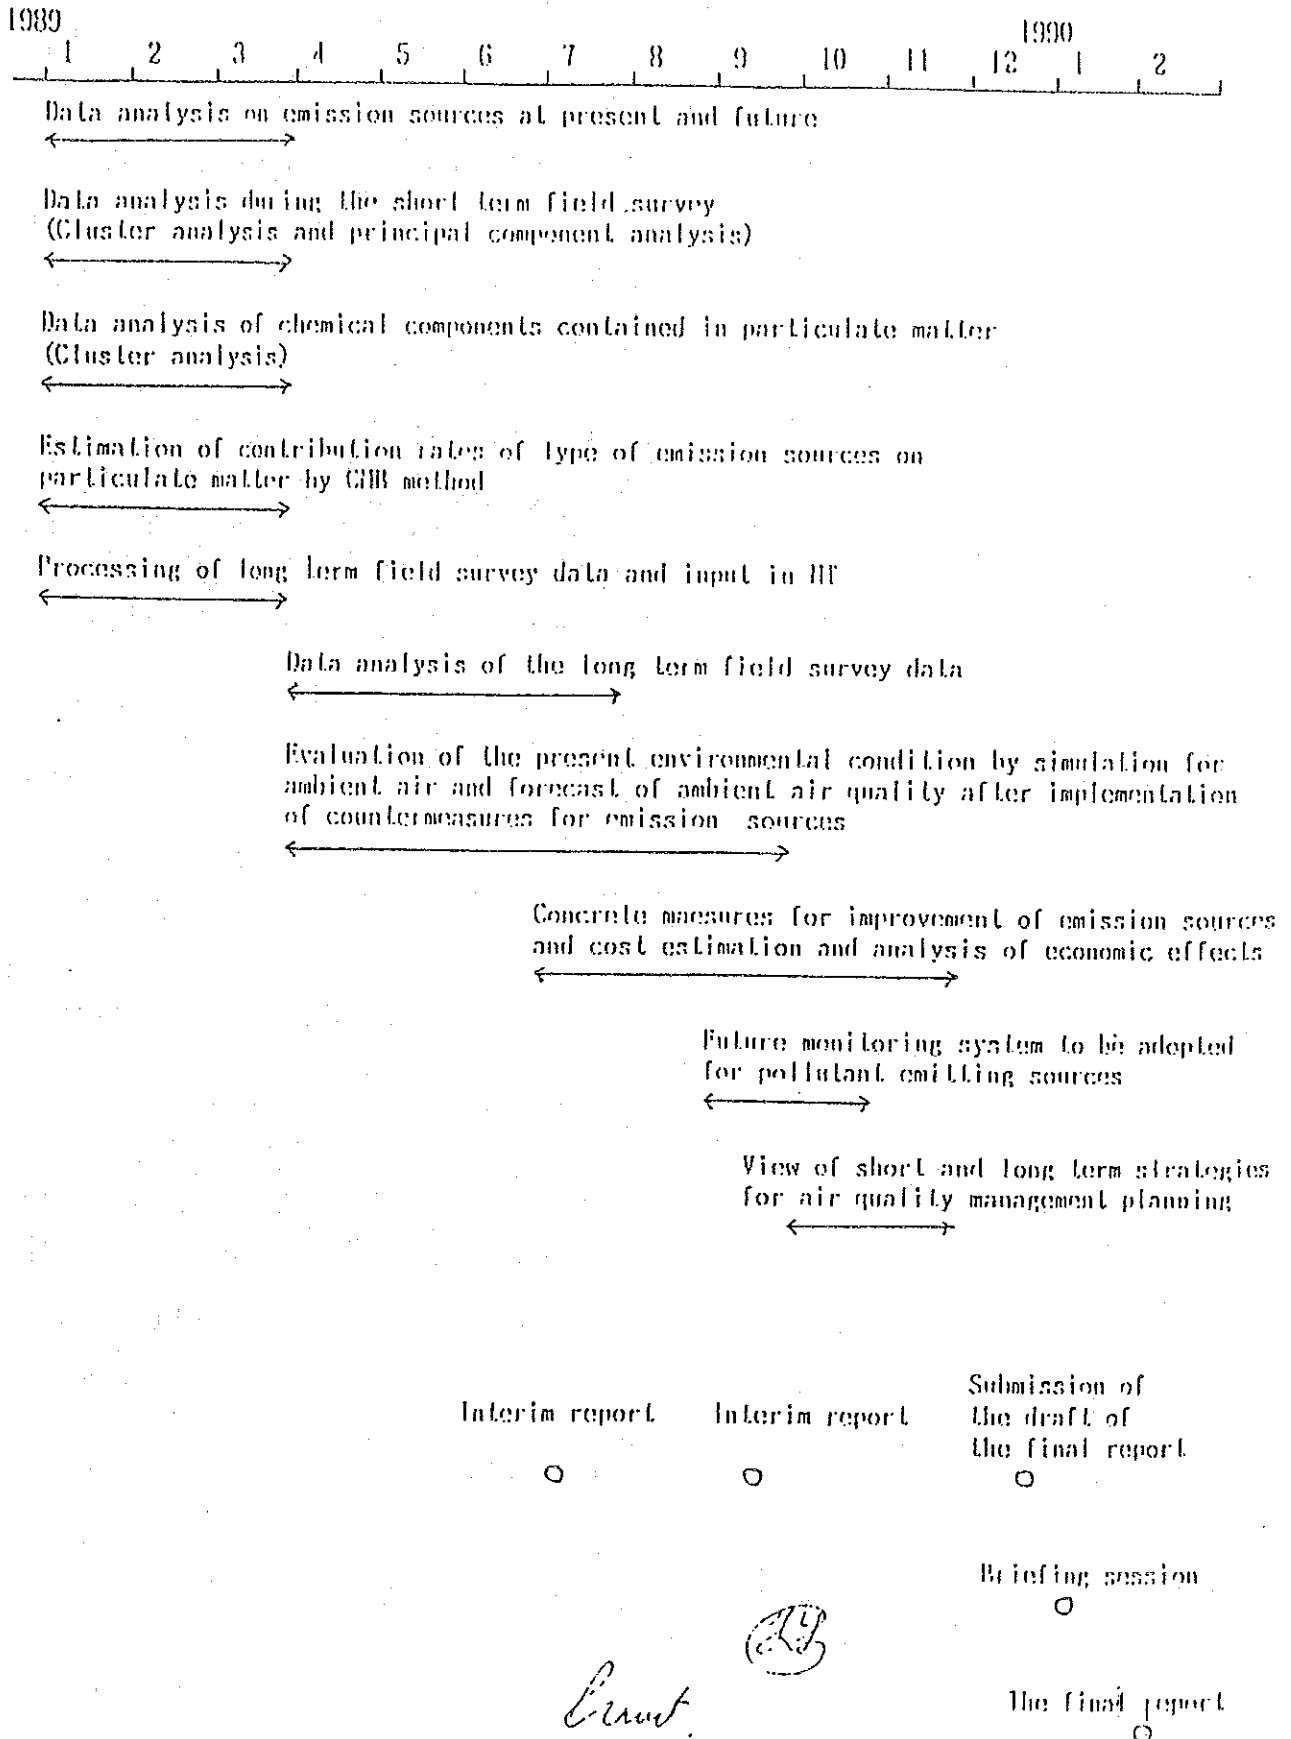 1989
1990
1 2 3 4 5 6 7 8 9 10 11 12 1 2
Data analysis on emission sources at present and future
Data analysis during the short term field survey
(Cluster analysis and principal component analysis)
Data analysis of chemical components contained in particulate matter
(Cluster analysis)
Estimation of contribution rates of type of emission sources on
particulate matter by CMB method
Processing of long term field survey data and input in
Data analysis of the long term field survey data
Evaluation of the present environmental condition by simulation for
ambient air and forecast of ambient air quality after implementation
of countermeasures for emission sources
Concrete maesures for improvement of emission sources
and cost estimation and analysis of economic effects
Future monitoring system to be adopted
for pollutant emitting sources
View of short and long term strategies
for air quality management planning
Submission of
Interim report Interim report the draft of
the final report
Briefing session
The final report